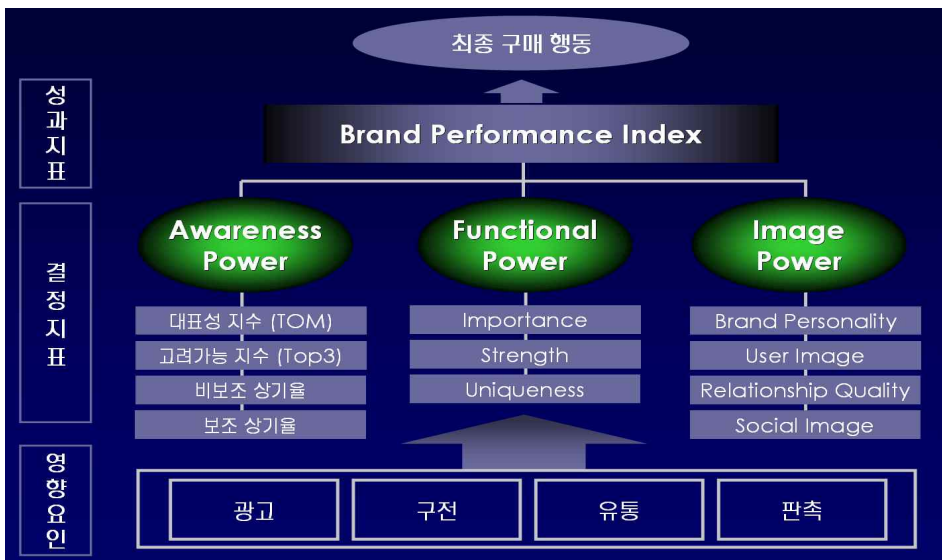 최종 구매 행동
성과지표
Brand Performance Index
결정지표
Awareness
Power
대표성 지수 (TOM)
고려가능 지수 (Top3)
비보조 상기율
보조 상기율
Functional
Power
Importance
Strength
Uniqueness
Image
Power
Brand Personality
User Image
Relationship Quality
Social Image
영향요인
광고
구전
유통
판촉